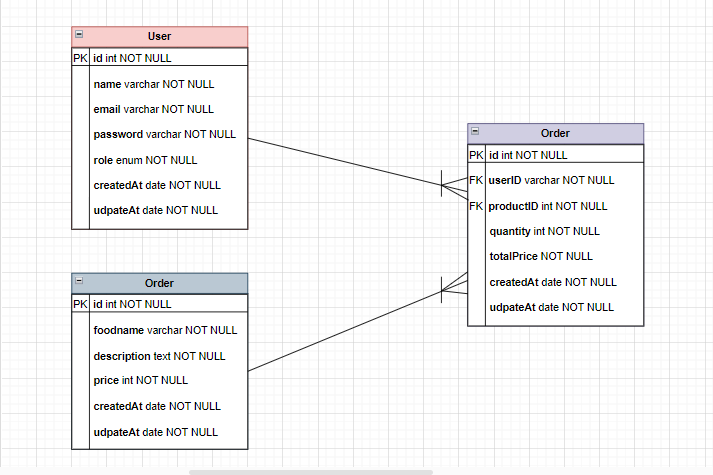 User
PK id int NOT NULL
name varchar NOT NULL
email varchar NOT NULL
password varchar NOT NULL
role enum NOT NULL
createdAt date NOT NULL
udpateAt date NOT NULL
Order
PK id int NOT NULL
foodname varchar NOT NULL
description text NOT NULL
price int NOT NULL
createdAt date NOT NULL
udpateAt date NOT NULL
Order
PK id int NOT NULL
FK userID varchar NOT NULL
FK productID int NOT NULL
quantity int NOT NULL
totalPrice NOT NULL
createdAt date NOT NULL
udpateAt date NOT NULL